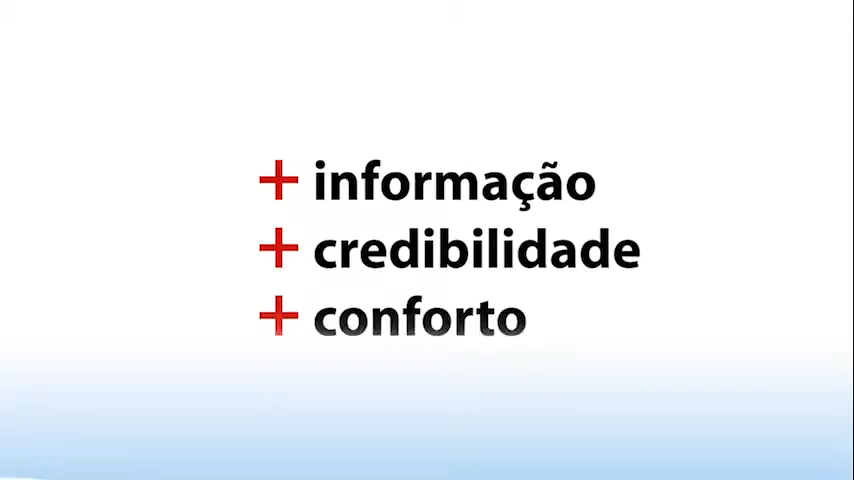 + informação
+ credibilidade
+ conforto